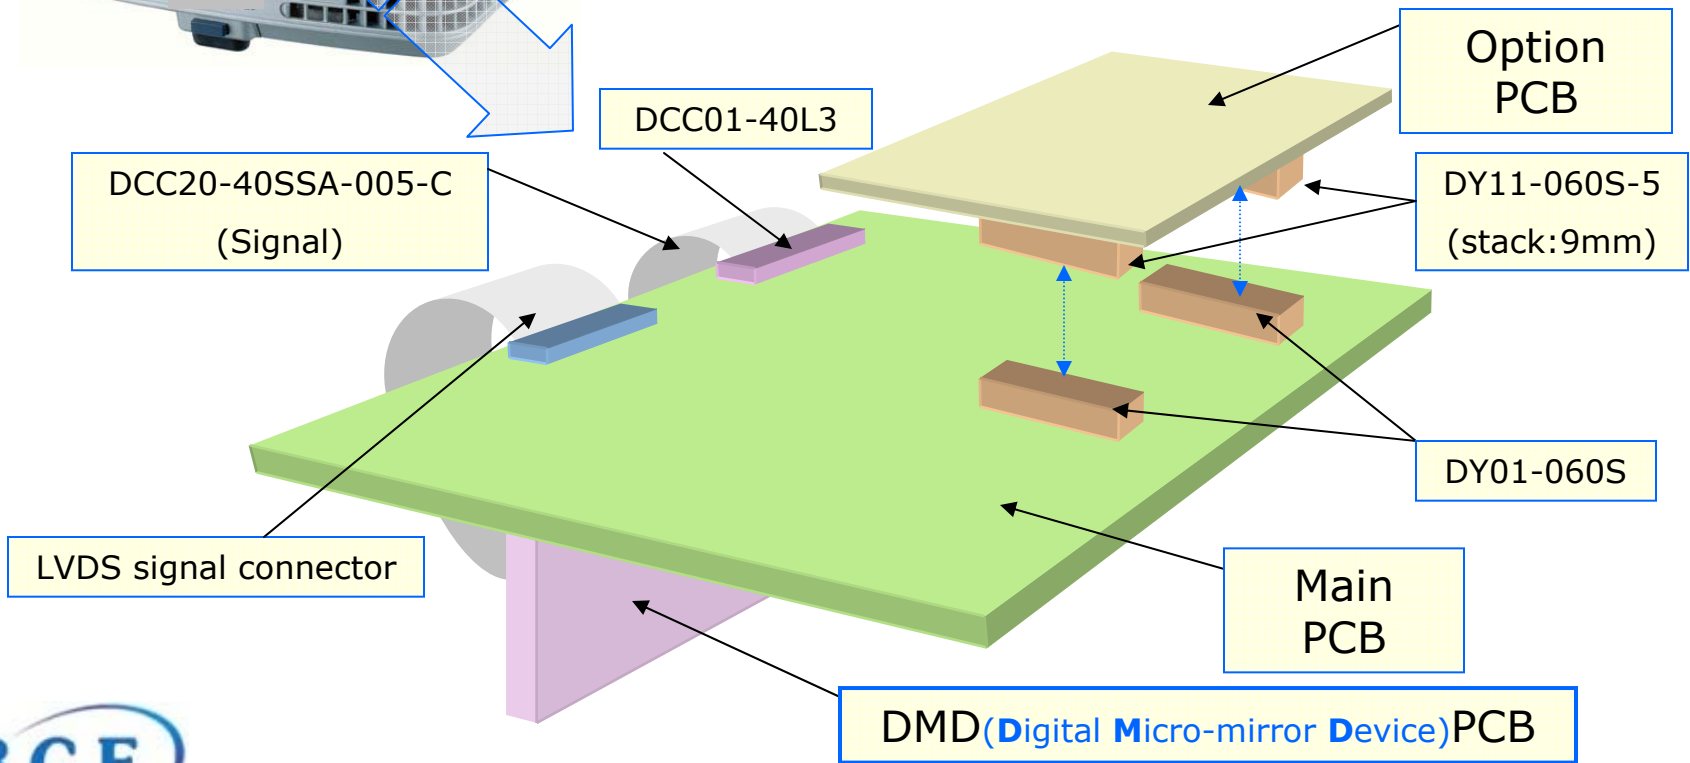 Option
PCB
DCC01-40L3
DCC20-40SSA-005-C
(Signal)
DY11-060S-5
(stack:9mm)
DY01-060S
LVDS signal connector
Main
PCB
DMD(Digital Micro-mirror Device)PCB